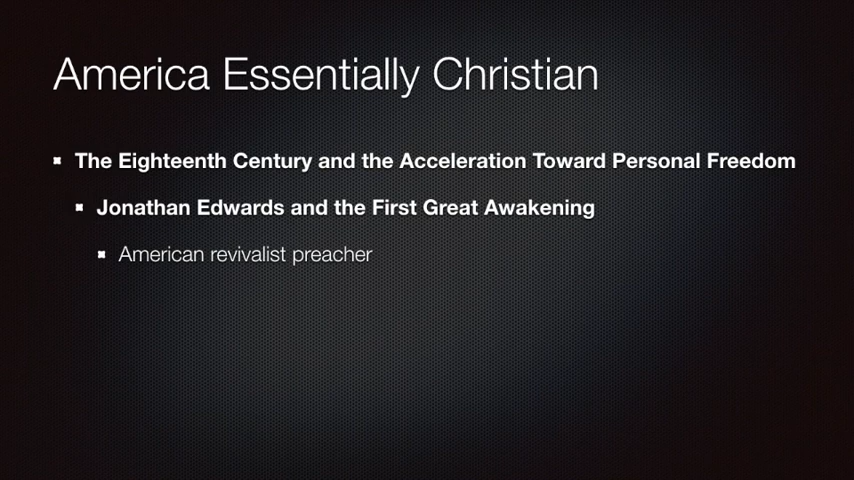 America Essentially Christian
The Eighteenth Century and the Acceleration Toward Personal Freedom
Jonathan Edwards and the First Great Awakening
American revivalist preacher